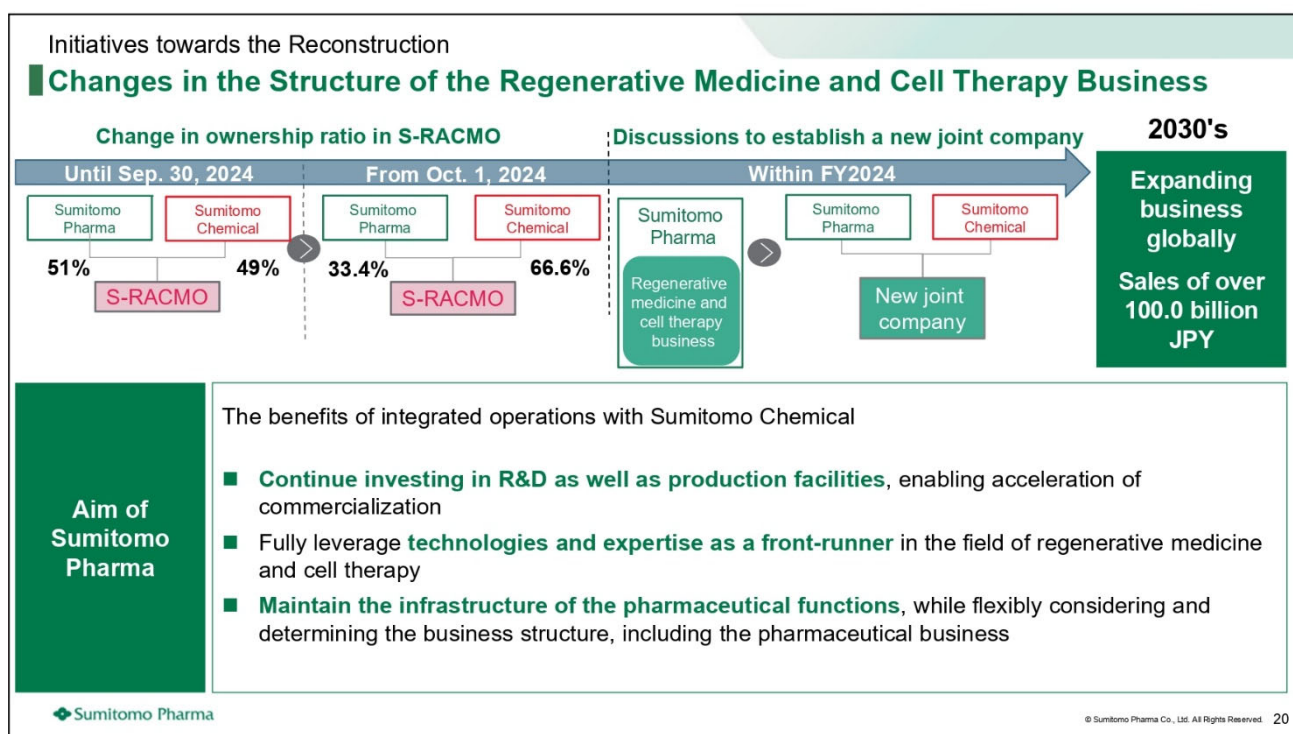 Initiatives towards the Reconstruction
Changes in the Structure of the Regenerative Medicine and Cell Therapy Business
Change in ownership ratio in S-RACMO
Discussions to establish a new joint company
2030's
Until Sep. 30, 2024
From Oct. 1, 2024
Within FY2024
Sumitomo
Pharma
Sumitomo
Chemical
51%
49%
S-RACMO
Sumitomo
Pharma
Sumitomo
Chemical
33.4%
66.6%
S-RACMO
Sumitomo
Pharma
Regenerative
medicine and
cell therapy
business
Sumitomo
Pharma
Sumitomo
Chemical
New joint
company
Expanding
business
globally
Sales of over
100.0 billion
JPY
Aim of
Sumitomo
Pharma
The benefits of integrated operations with Sumitomo Chemical
■ Continue investing in R&D as well as production facilities, enabling acceleration of
commercialization
■ Fully leverage technologies and expertise as a front-runner in the field of regenerative medicine
and cell therapy
■ Maintain the infrastructure of the pharmaceutical functions, while flexibly considering and
determining the business structure, including the pharmaceutical business
Sumitomo Pharma
© Sumitomo Pharma Co., Ltd. All Rights Reserved. 20